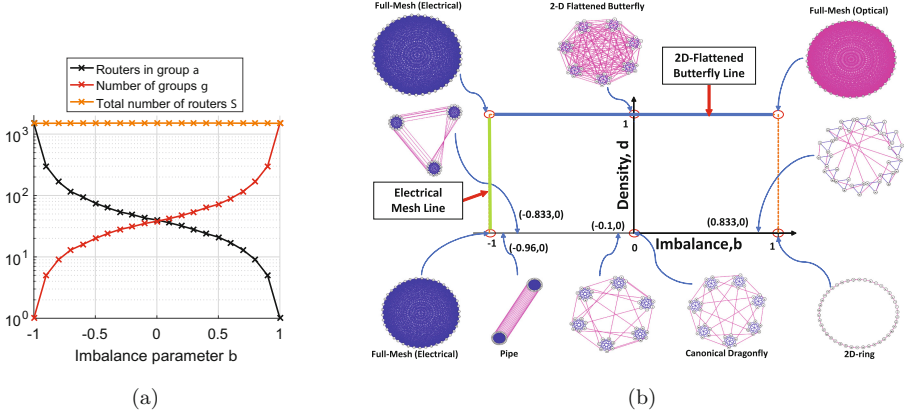 Routers in group a
Number of groups g
Total number of routers S
10^3
10^2
10^1
10^0
-1
-0.5
0
0.5
1
Imbalance parameter b
(a)
Full-Mesh (Electrical)
2-D Flattened Butterfly
Full-Mesh (Optical)
2D-Flattened
Butterfly Line
1
Density, d
Electrical
Mesh Line
(-0.833,0)
(-0.1,0)
(0.833,0)
-1
(-0.96,0)
0
Imbalance,b
1
Full-Mesh (Electrical)
Pipe
Canonical Dragonfly
2D-ring
(b)